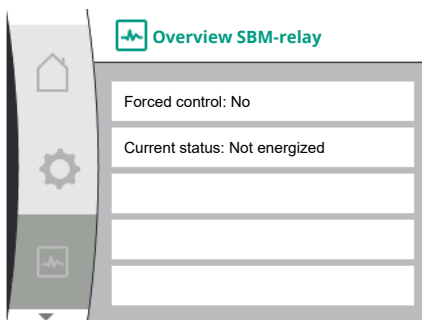 Overview SBM-relay
Forced control: No
Current status: Not energized